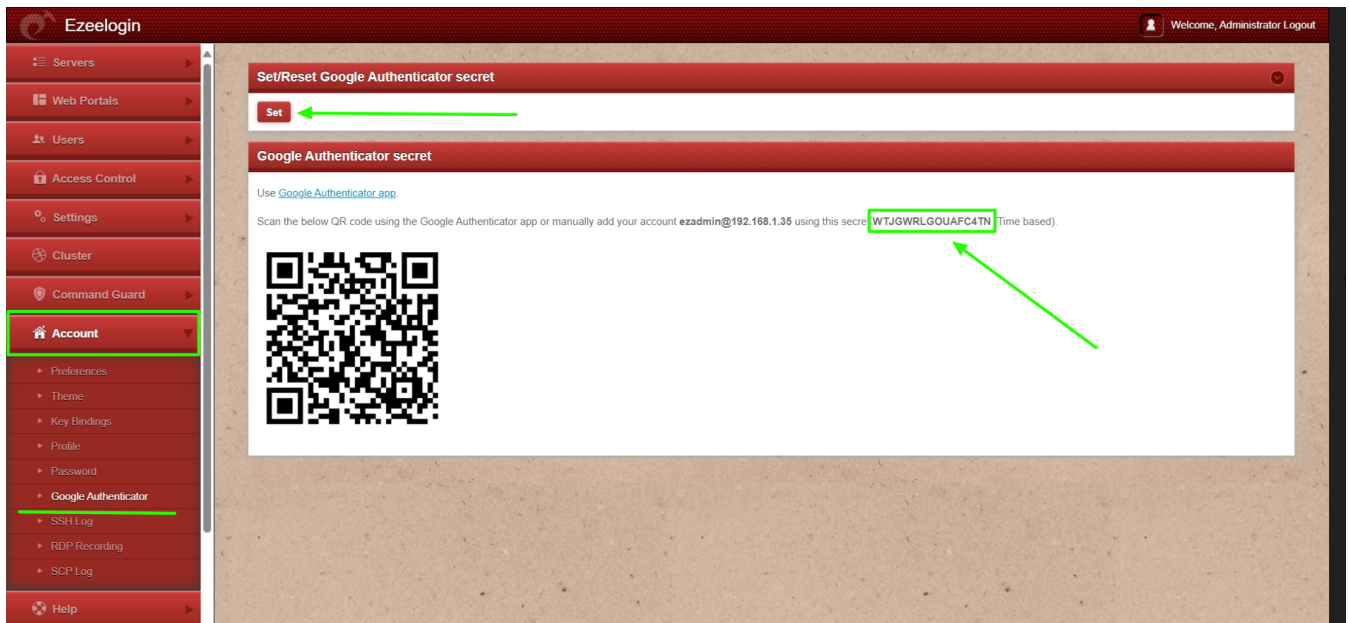 Ezeelogin
Welcome, Administrator Logout
Servers
Web Portals
Users
Access Control
Settings
Cluster
Command Guard
Account
Preferences
Theme
Key Bindings
Profile
Password
Google Authenticator
SSH Log
RDP Recording
SCP Log
Help
Set/Reset Google Authenticator secret
Set
Google Authenticator secret
Use Google Authenticator app.
Scan the below QR code using the Google Authenticator app or manually add your account ezadmin@192.168.1.35 using this secre WTJGWRLGOUAFC4TN Time based).